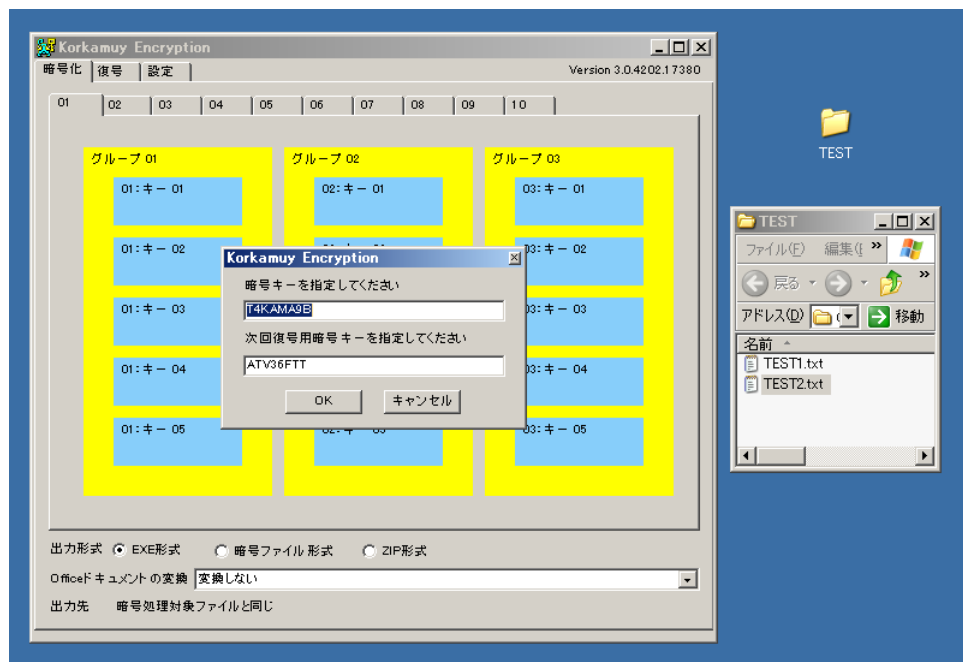 Korkamuy Encryption
暗号化 復号 設定
Version 3.0.4202.17380
01 02 03 04 05 06 07 08 09 10
グループ 01 グループ 02 グループ 03
01:キー 01 02:キー 01 03:キー 01
01:キー 02 03:キー 02
01:キー 03 03:キー 03
01:キー 04 03:キー 04
01:キー 05 03:キー 05
Korkamuy Encryption
暗号キーを指定してください
T4KAMA9B
次回復号用暗号キーを指定してください
ATV36FTT
OK キャンセル
出力形式 EXE形式 暗号ファイル形式 ZIP形式
Officeドキュメントの変換 変換しない
出力先 暗号処理対象ファイルと同じ
TEST
TEST
ファイル(F) 編集(E »
戻る »
アドレス(D) 移動
名前
TEST1.txt
TEST2.txt